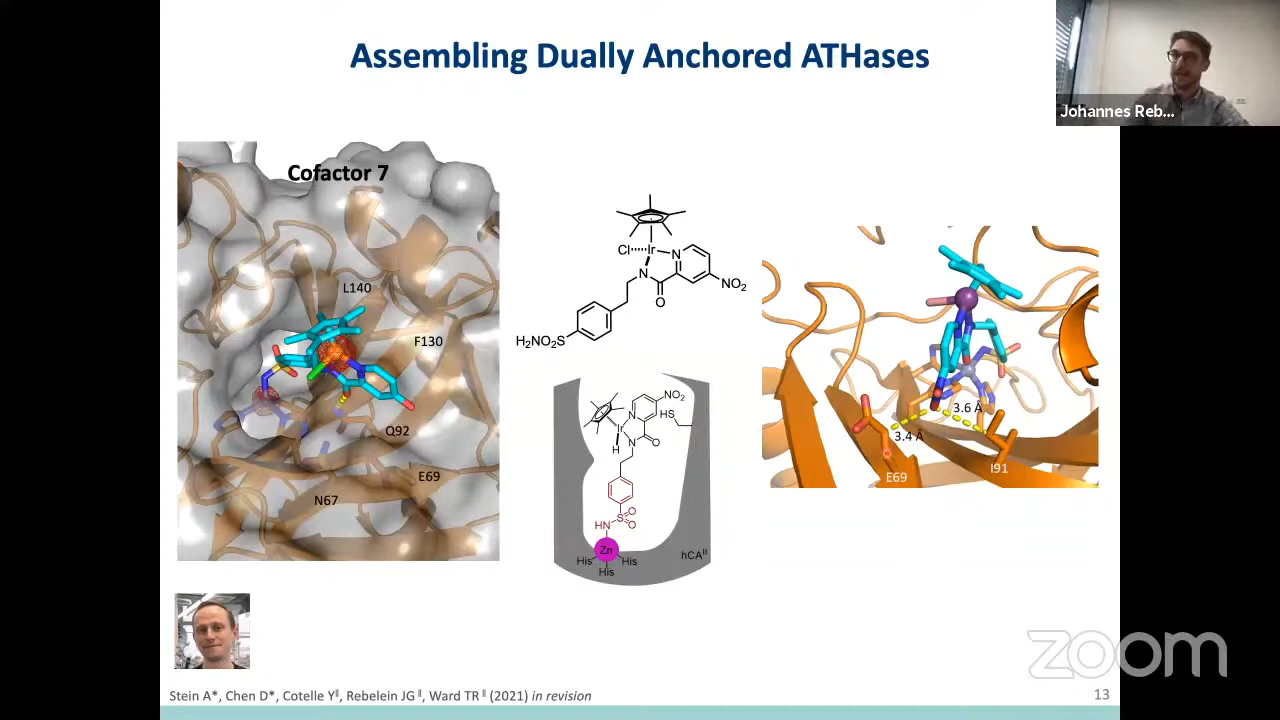 Assembling Dually Anchored ATHases
Johannes Reb...
Cofactor 7
L140
F130
Q92
E69
N67
Cl
Ir
N
N
O
NO2
H2NO2S
NO2
HS
N
Ir
N
O
H
O
S
O
HN
Zn
His
His
His
hCAII
3.6 Å
3.4 Å
I91
E69
zoom
Stein A*, Chen D*, Cotelle Y‖, Rebelein JG ‖, Ward TR ‖ (2021) in revision
13